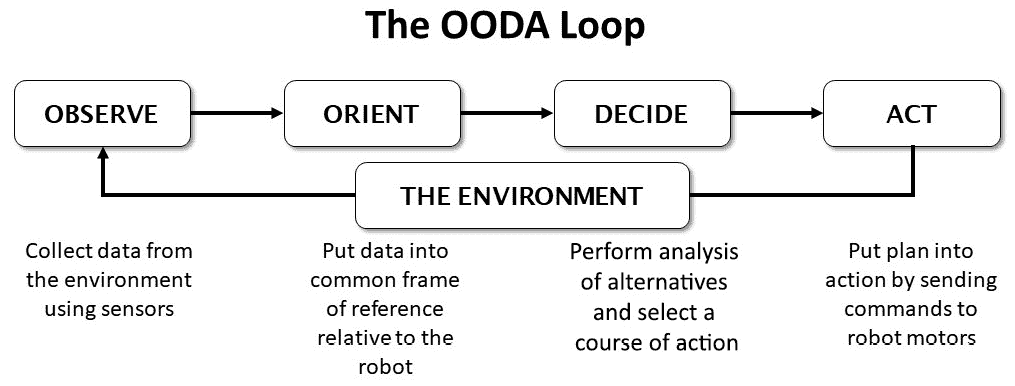 The OODA Loop
OBSERVE
ORIENT
DECIDE
ACT
THE ENVIRONMENT
Collect data from
the environment
using sensors
Put data into
common frame
of reference
relative to the
robot
Perform analysis
of alternatives
and select a
course of action
Put plan into
action by sending
commands to
robot motors